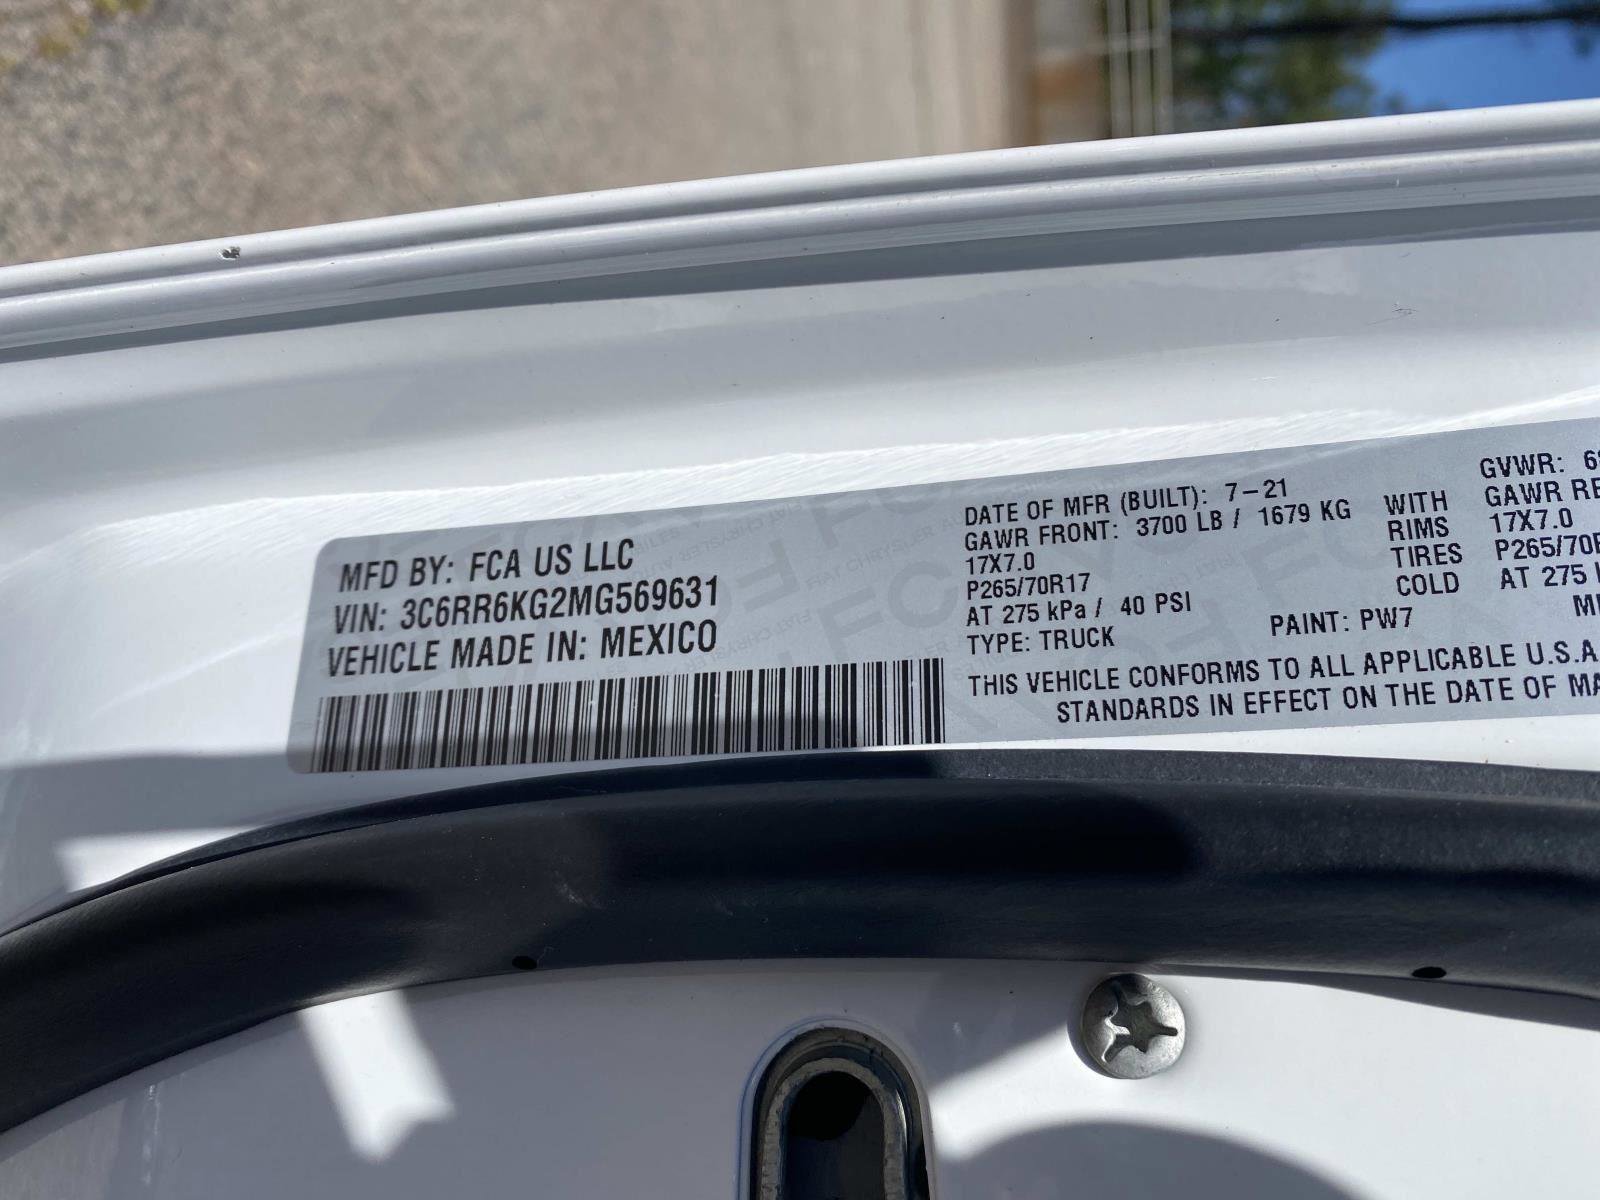 MFD BY: FCA US LLC
VIN: 3C6RR6KG2MG569631
VEHICLE MADE IN: MEXICO
DATE OF MFR (BUILT): 7-21
GVWR:
GAWR FRONT: 3700 LB / 1679 KG WITH GAWR
17X7.0 RIMS 17X7.0
P265/70R17 TIRES
AT 275 kPa / 40 PSI COLD AT 275
TYPE: TRUCK PAINT: PW7
THIS VEHICLE CONFORMS TO ALL APPLICABLE
STANDARDS IN EFFECT ON THE DATE OF